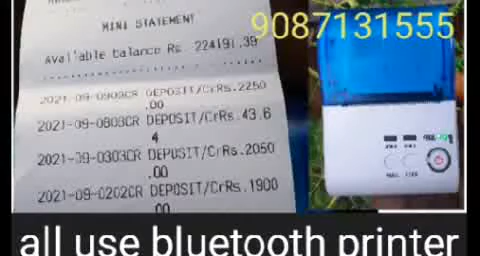 MINI STATEMENT
9087131555
Available balance Rs. 224191.39
2021-09-0909CR DEPOSIT/CrRs.2250
.00
2021-09-0808CR DEPOSIT/CrRs.43.6
4
2021-09-0303CR DEPOSIT/CrRs.2050
.00
2021-09-0202CR DEPOSIT/CrRs.1900
.00
all use bluetooth printer